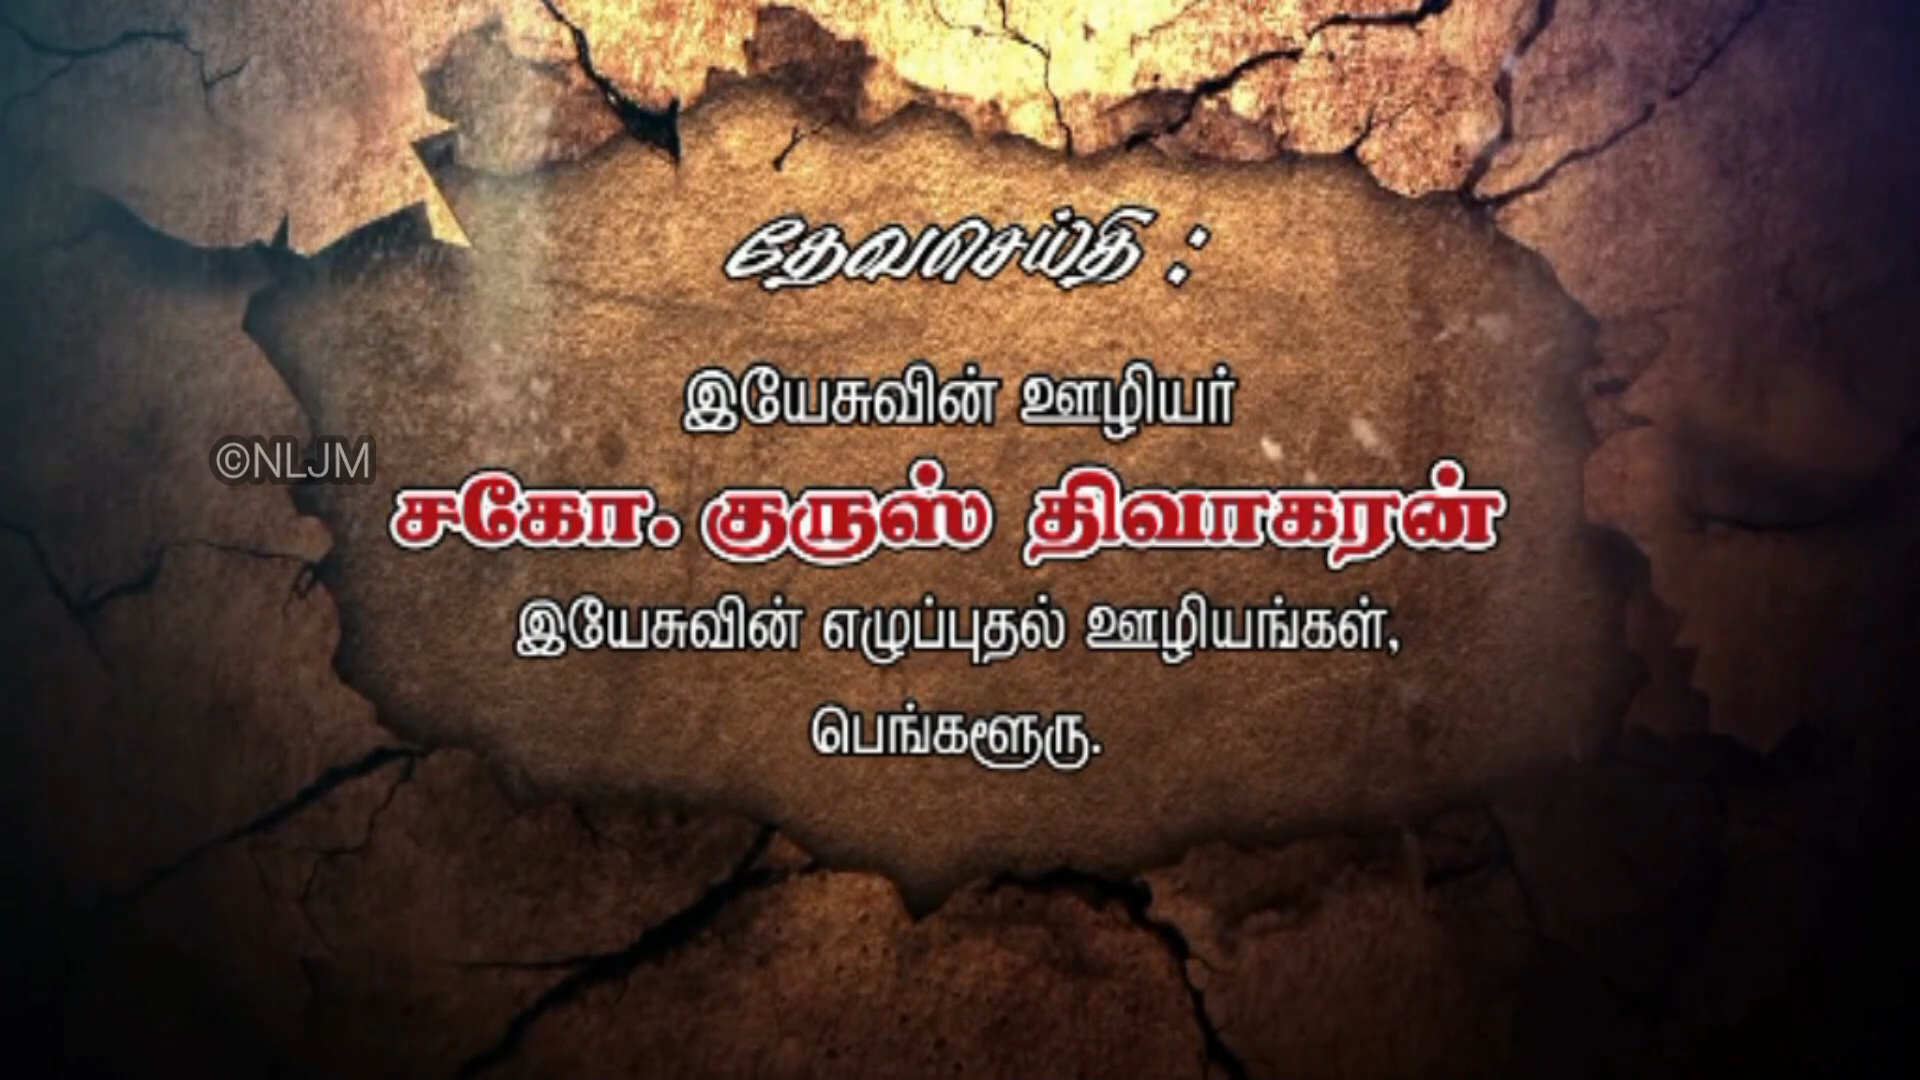 தேவசெய்தி :
இயேசுவின் ஊழியர்
©NLJM
சகோ. குருஸ் திவாகரன்
இயேசுவின் எழுப்புதல் ஊழியங்கள்,
பெங்களூரு.